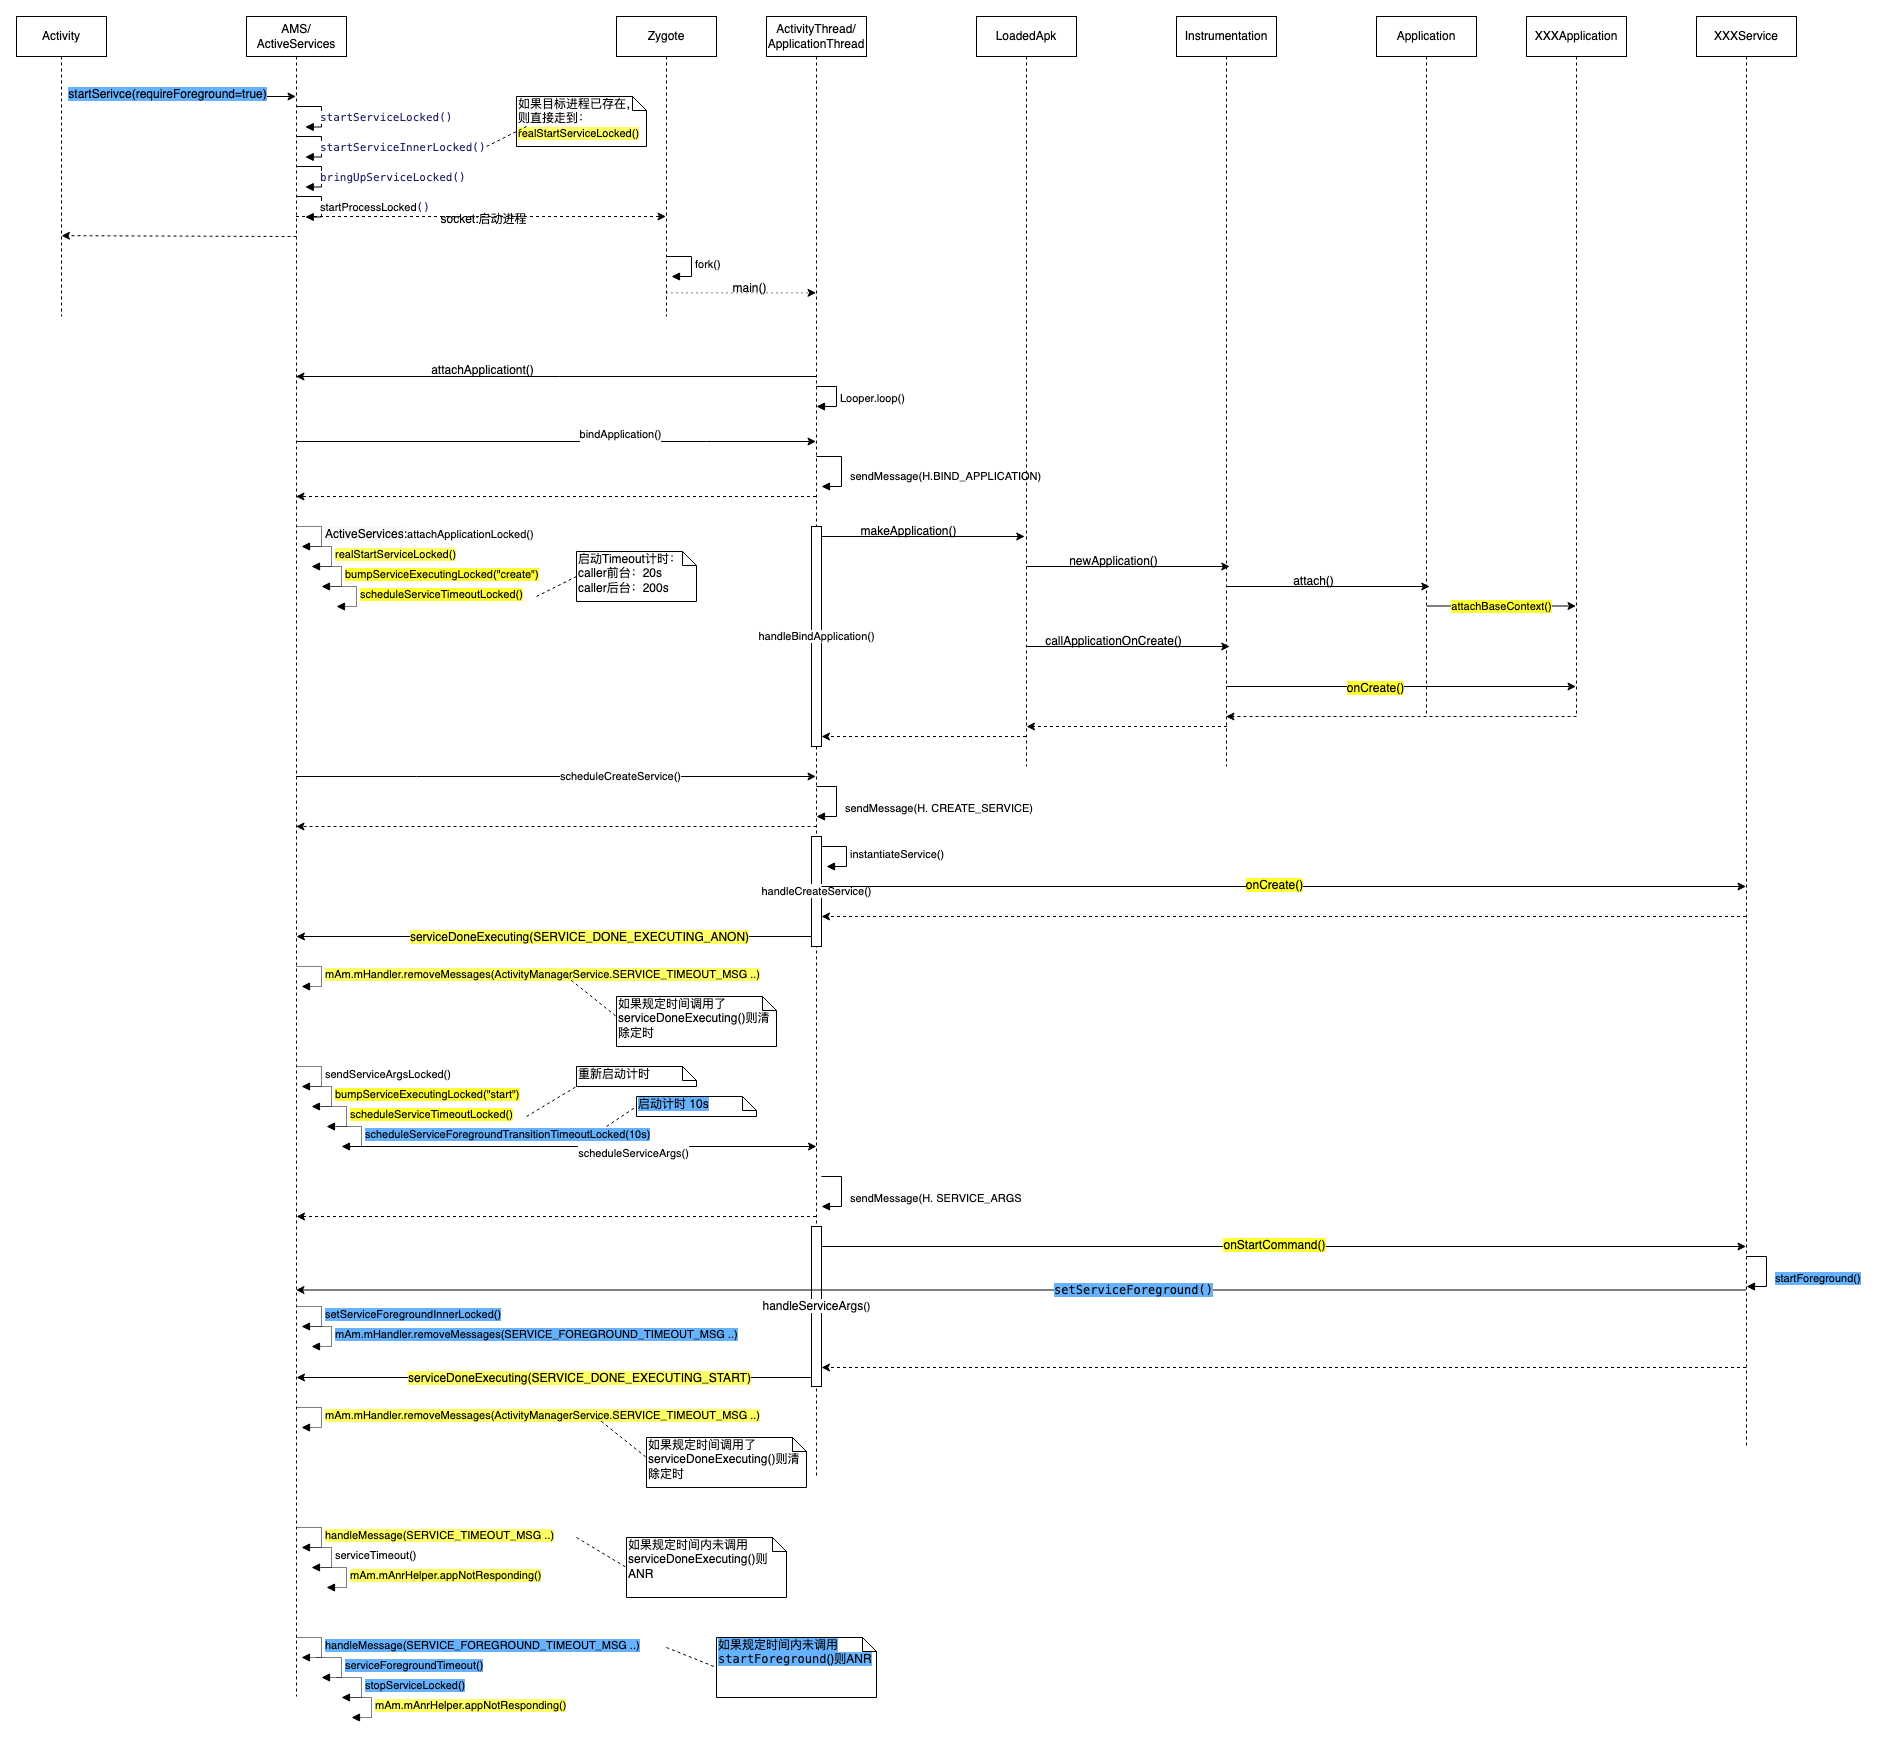 Activity
AMS/
ActiveServices
Zygote
ActivityThread/
ApplicationThread
LoadedApk
Instrumentation
Application
XXXApplication
XXXService
startSerivce(requireForeground=true)
startServiceLocked()
如果目标进程已存在,
则直接走到:
realStartServiceLocked()
startServiceInnerLocked()
bringUpServiceLocked()
startProcessLocked()
socket:启动进程
fork()
main()
attachApplicationt()
Looper.loop()
bindApplication()
sendMessage(H.BIND_APPLICATION)
ActiveServices:attachApplicationLocked()
realStartServiceLocked()
bumpServiceExecutingLocked("create")
scheduleServiceTimeoutLocked()
启动Timeout计时：
caller前台：20s
caller后台：200s
makeApplication()
newApplication()
attach()
attachBaseContext()
handleBindApplication()
callApplicationOnCreate()
onCreate()
scheduleCreateService()
sendMessage(H. CREATE_SERVICE)
instantiateService()
handleCreateService()
onCreate()
serviceDoneExecuting(SERVICE_DONE_EXECUTING_ANON)
mAm.mHandler.removeMessages(ActivityManagerService.SERVICE_TIMEOUT_MSG ..)
如果规定时间调用了
serviceDoneExecuting()则清
除定时
sendServiceArgsLocked()
重新启动计时
bumpServiceExecutingLocked("start")
启动计时 10s
scheduleServiceTimeoutLocked()
scheduleServiceForegroundTransitionTimeoutLocked(10s)
scheduleServiceArgs()
sendMessage(H. SERVICE_ARGS
onStartCommand()
startForeground()
setServiceForeground()
handleServiceArgs()
setServiceForegroundInnerLocked()
mAm.mHandler.removeMessages(SERVICE_FOREGROUND_TIMEOUT_MSG ..)
serviceDoneExecuting(SERVICE_DONE_EXECUTING_START)
mAm.mHandler.removeMessages(ActivityManagerService.SERVICE_TIMEOUT_MSG ..)
如果规定时间调用了
serviceDoneExecuting()则清
除定时
handleMessage(SERVICE_TIMEOUT_MSG ..)
serviceTimeout()
mAm.mAnrHelper.appNotResponding()
如果规定时间内未调用
serviceDoneExecuting()则
ANR
handleMessage(SERVICE_FOREGROUND_TIMEOUT_MSG ..)
serviceForegroundTimeout()
stopServiceLocked()
mAm.mAnrHelper.appNotResponding()
如果规定时间内未调用
startForeground()则ANR